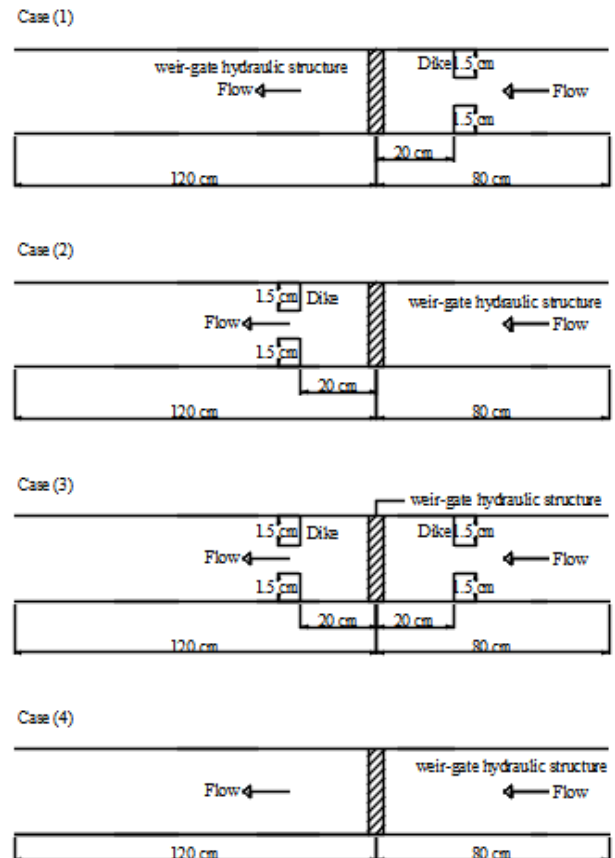 Case (1)
weir-gate hydraulic structure
Dike
1.5 cm
Flow
Flow
1.5 cm
20 cm
120 cm
80 cm
Case (2)
1.5 cm
Dike
weir-gate hydraulic structure
Flow
Flow
1.5 cm
20 cm
120 cm
80 cm
Case (3)
weir-gate hydraulic structure
1.5 cm
Dike
Dike
1.5 cm
Flow
Flow
1.5 cm
1.5 cm
20 cm
20 cm
120 cm
80 cm
Case (4)
weir-gate hydraulic structure
Flow
Flow
120 cm
80 cm